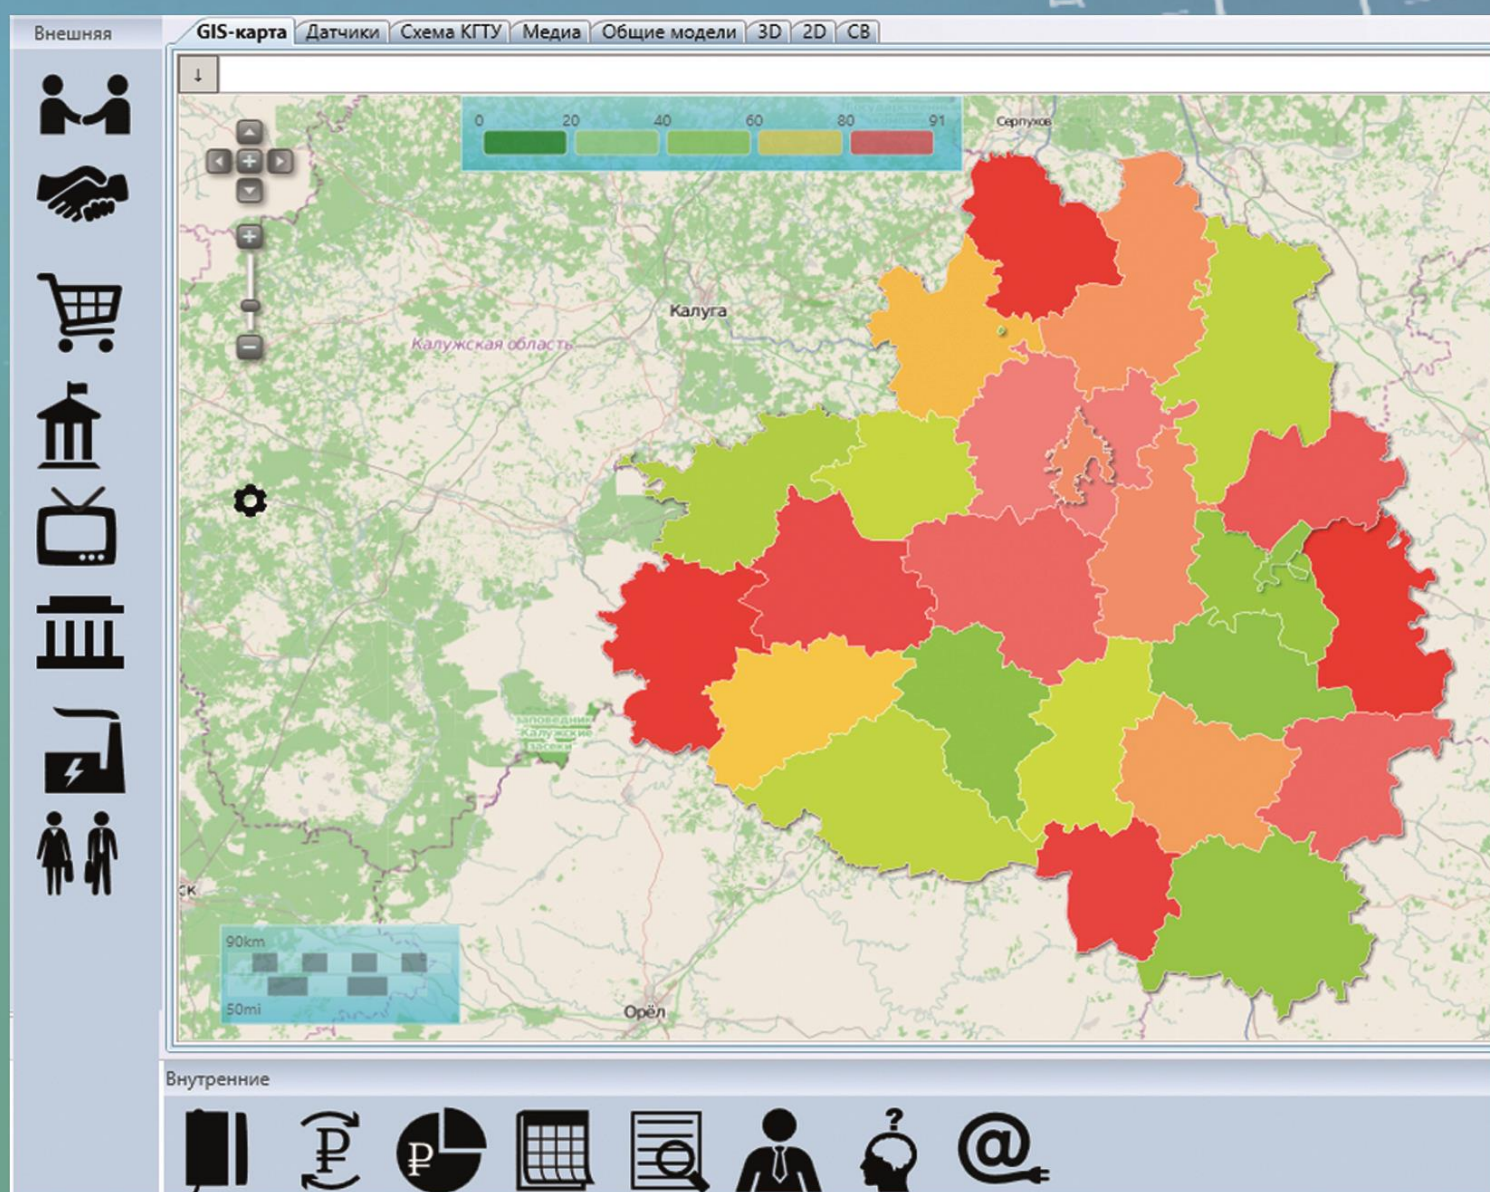 Внешняя
GIS-карта Датчики Схема КГТУ Медиа Общие модели 3D 2D СВ
↓
0 20 40 60 80 91
Серпухов
Калуга
Калужская область
заповедник
Калужские
засеки
ск
90km
50mi
Орёл
Внутренние
₽
₽
?
@